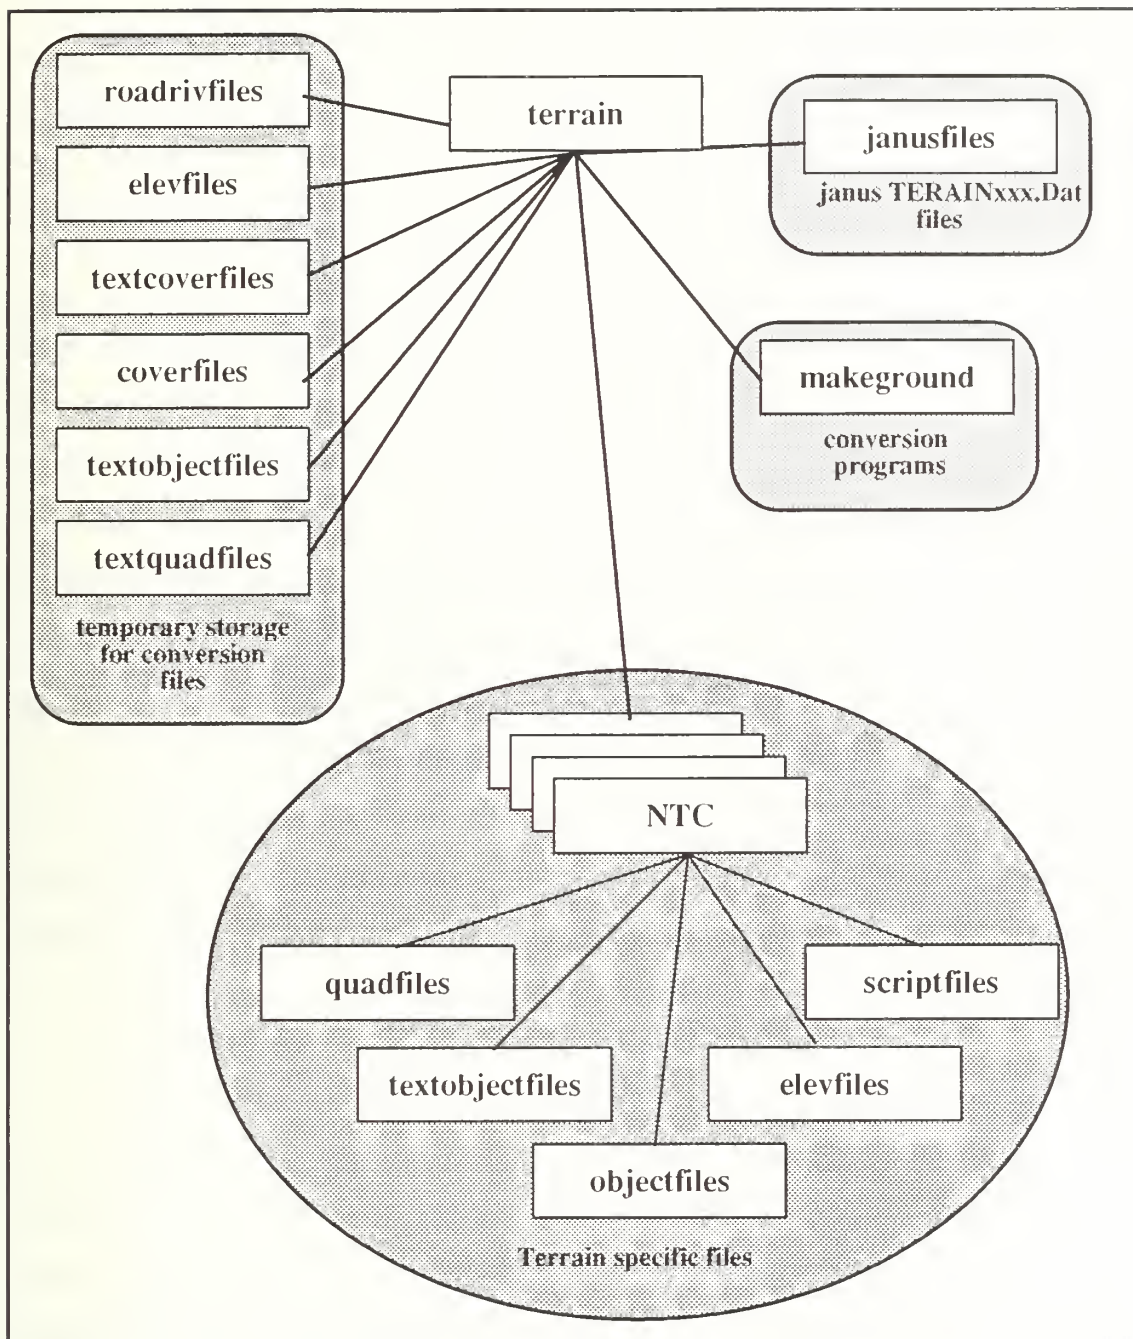 roadrivfiles
elevfiles
textcoverfiles
coverfiles
textobjectfiles
textquadfiles
temporary storage
for conversion
files
terrain
janusfiles
janus TERAINxxx.Dat
files
makeground
conversion
programs
NTC
quadfiles
scriptfiles
textobjectfiles
elevfiles
objectfiles
Terrain specific files